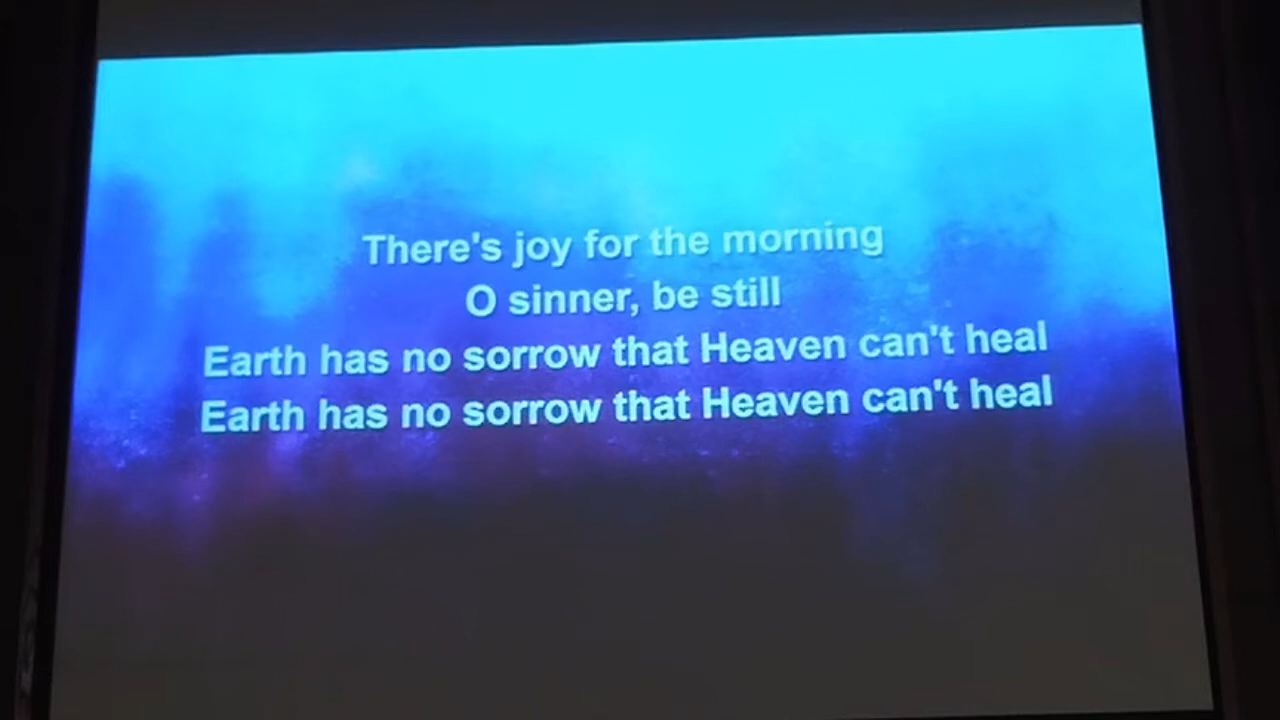 There's joy for the morning
O sinner, be still
Earth has no sorrow that Heaven can't heal
Earth has no sorrow that Heaven can't heal